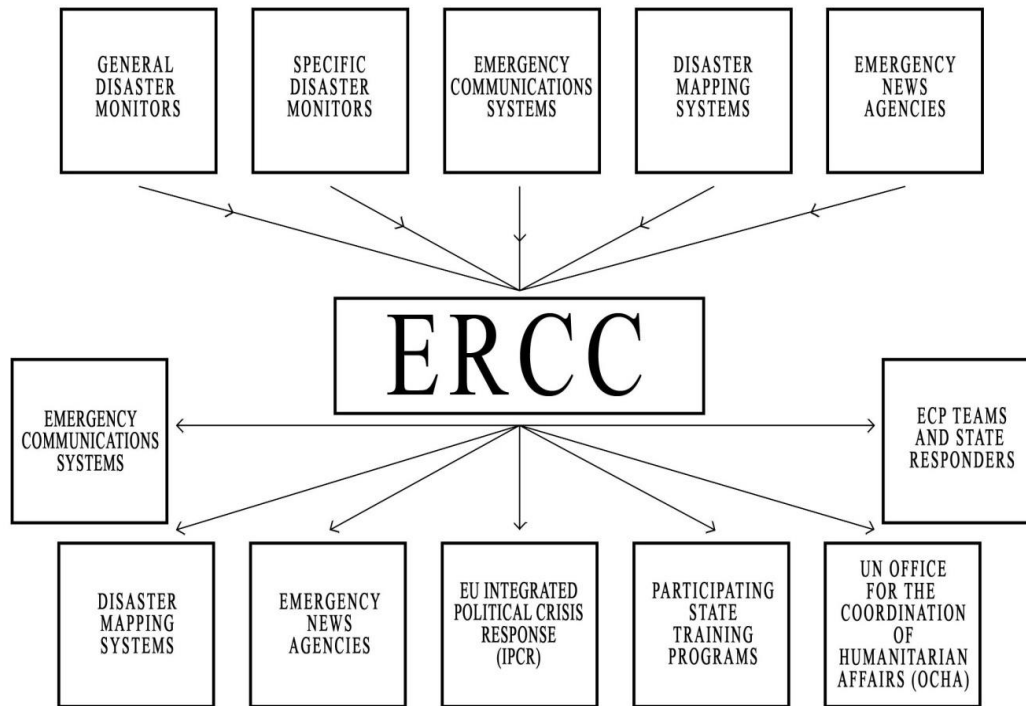 GENERAL
DISASTER
MONITORS
SPECIFIC
DISASTER
MONITORS
EMERGENCY
COMMUNICATIONS
SYSTEMS
DISASTER
MAPPING
SYSTEMS
EMERGENCY
NEWS
AGENCIES
ERCC
EMERGENCY
COMMUNICATIONS
SYSTEMS
ECP TEAMS
AND STATE
RESPONDERS
DISASTER
MAPPING
SYSTEMS
EMERGENCY
NEWS
AGENCIES
EU INTEGRATED
POLITICAL CRISIS
RESPONSE
(IPCR)
PARTICIPATING
STATE
TRAINING
PROGRAMS
UN OFFICE
FOR THE
COORDINATION
OF
HUMANITARIAN
AFFAIRS (OCHA)